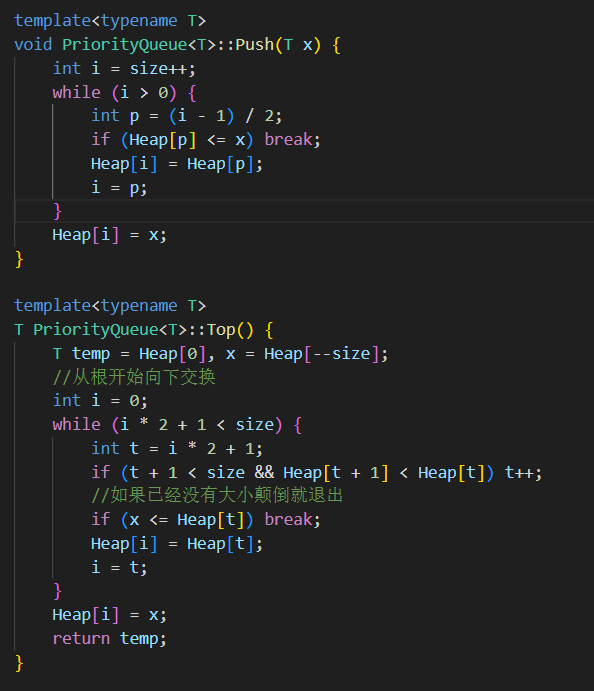 template<typename T>
void PriorityQueue<T>::Push(T x) {
    int i = size++;
    while (i > 0) {
        int p = (i - 1) / 2;
        if (Heap[p] <= x) break;
        Heap[i] = Heap[p];
        i = p;
    }
    Heap[i] = x;
}

template<typename T>
T PriorityQueue<T>::Top() {
    T temp = Heap[0], x = Heap[--size];
    //从根开始向下交换
    int i = 0;
    while (i * 2 + 1 < size) {
        int t = i * 2 + 1;
        if (t + 1 < size && Heap[t + 1] < Heap[t]) t++;
        //如果已经没有大小颠倒就退出
        if (x <= Heap[t]) break;
        Heap[i] = Heap[t];
        i = t;
    }
    Heap[i] = x;
    return temp;
}